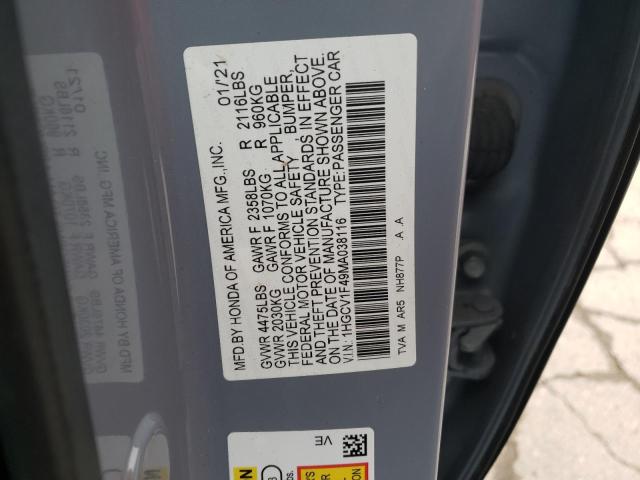 MFD.BY HONDA OF AMERICA MFG.,INC. 01/'21
GVWR 4475LBS GAWR F 2358LBS R 2116LBS
GVWR 2030KG GAWR F 1070KG R 960KG
THIS VEHICLE CONFORMS TO ALL APPLICABLE
FEDERAL MOTOR VEHICLE SAFETY, BUMPER,
AND THEFT PREVENTION STANDARDS IN EFFECT
ON THE DATE OF MANUFACTURE SHOWN ABOVE.
V.I.N: 1HGCV1F49MA038116 TYPE:PASSENGER CAR
TVA M AR5 NH877P A A
VE